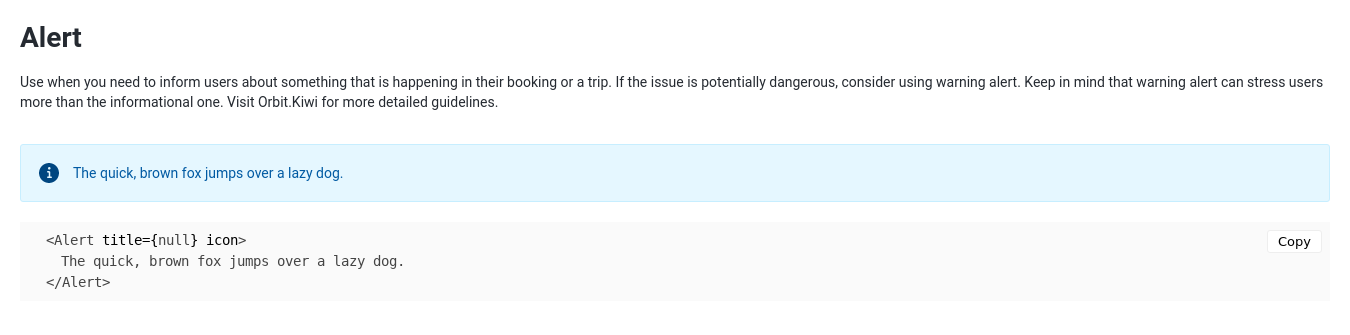 Alert
Use when you need to inform users about something that is happening in their booking or a trip. If the issue is potentially dangerous, consider using warning alert. Keep in mind that warning alert can stress users
more than the informational one. Visit Orbit.Kiwi for more detailed guidelines.
The quick, brown fox jumps over a lazy dog.
<Alert title={null} icon>
Copy
The quick, brown fox jumps over a lazy dog.
</Alert>